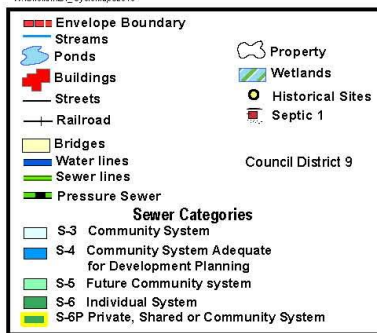 Envelope Boundary
Streams
Ponds
Buildings
Streets
Railroad
Bridges
Water lines
Sewer lines
Pressure Sewer
Property
Wetlands
Historical Sites
Septic 1
Council District 9
Sewer Categories
S-3 Community System
S-4 Community System Adequate
for Development Planning
S-5 Future Community system
S-6 Individual System
S-6P Private, Shared or Community System